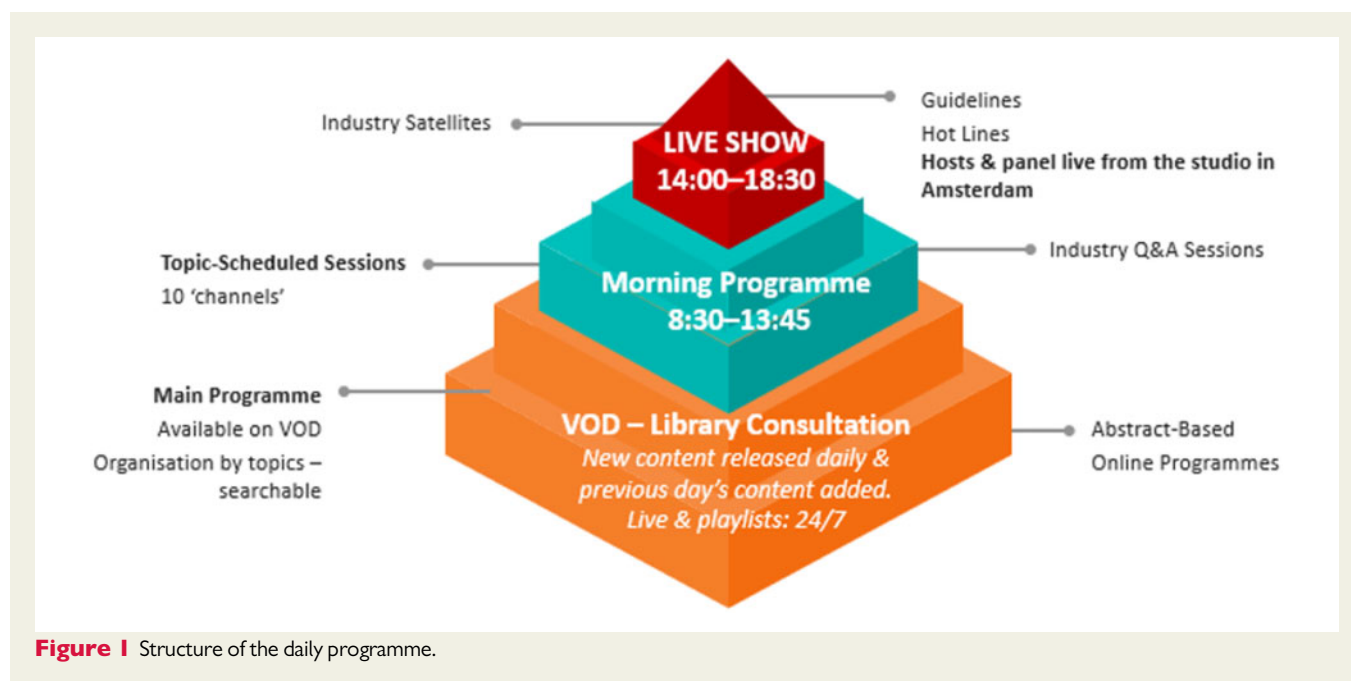 Industry Satellites
LIVE SHOW
14:00–18:30
Guidelines
Hot Lines
Hosts & panel live from the studio in
Amsterdam
Topic-Scheduled Sessions
10 ‘channels’
Morning Programme
8:30–13:45
Industry Q&A Sessions
Main Programme
Available on VOD
Organisation by topics –
searchable
VOD – Library Consultation
New content released daily &
previous day’s content added.
Live & playlists: 24/7
Abstract-Based
Online Programmes
Figure 1 Structure of the daily programme.